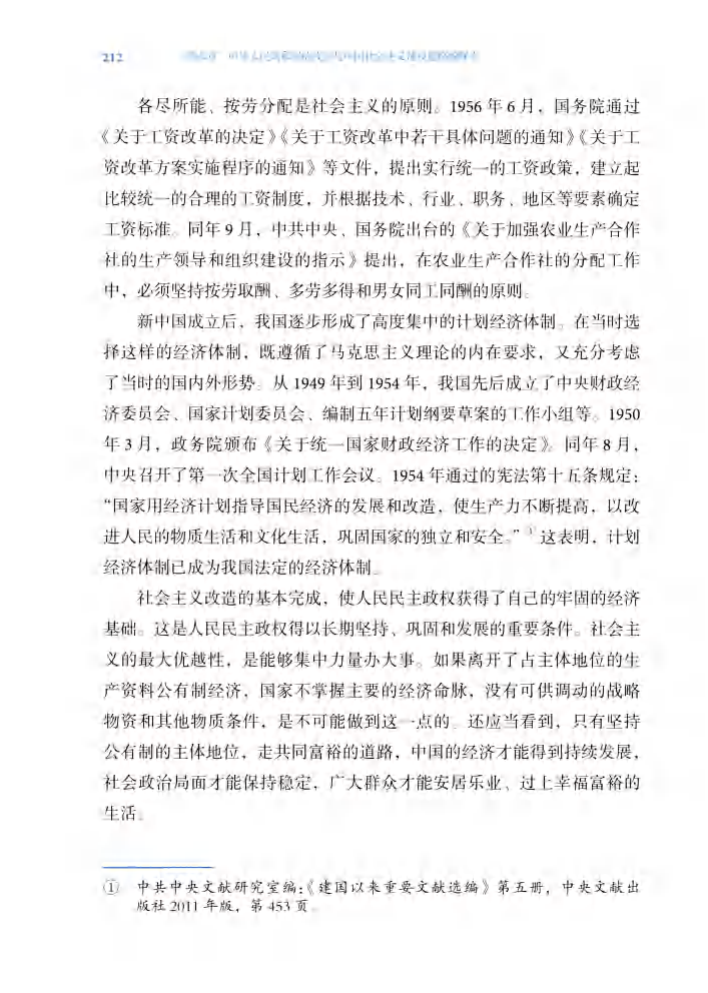 212
各尽所能、按劳分配是社会主义的原则。1956 年 6 月，国务院通过
《关于工资改革的决定》《关于工资改革中若干具体问题的通知》《关于工
资改革方案实施程序的通知》等文件，提出实行统一的工资政策，建立起
比较统一的合理的工资制度，并根据技术、行业、职务、地区等要素确定
工资标准。同年 9 月，中共中央、国务院出台的《关于加强农业生产合作
社的生产领导和组织建设的指示》提出，在农业生产合作社的分配工作
中，必须坚持按劳取酬、多劳多得和男女同工同酬的原则。
新中国成立后，我国逐步形成了高度集中的计划经济体制。在当时选
择这样的经济体制，既遵循了马克思主义理论的内在要求，又充分考虑
了当时的国内外形势。从 1949 年到 1954 年，我国先后成立了中央财政经
济委员会、国家计划委员会、编制五年计划纲要草案的工作小组等。1950
年 3 月，政务院颁布《关于统一国家财政经济工作的决定》。同年 8 月，
中央召开了第一次全国计划工作会议。1954 年通过的宪法第十五条规定：
“国家用经济计划指导国民经济的发展和改造，使生产力不断提高，以改
进人民的物质生活和文化生活，巩固国家的独立和安全。”①这表明，计划
经济体制已成为我国法定的经济体制。
社会主义改造的基本完成，使人民民主政权获得了自己的牢固的经济
基础。这是人民民主政权得以长期坚持、巩固和发展的重要条件。社会主
义的最大优越性，是能够集中力量办大事。如果离开了占主体地位的生
产资料公有制经济，国家不掌握主要的经济命脉，没有可供调动的战略
物资和其他物质条件，是不可能做到这一点的。还应当看到，只有坚持
公有制的主体地位，走共同富裕的道路，中国的经济才能得到持续发展，
社会政治局面才能保持稳定，广大群众才能安居乐业、过上幸福富裕的
生活。
① 中共中央文献研究室编：《建国以来重要文献选编》第五册，中央文献出
版社 2011 年版，第 453 页。